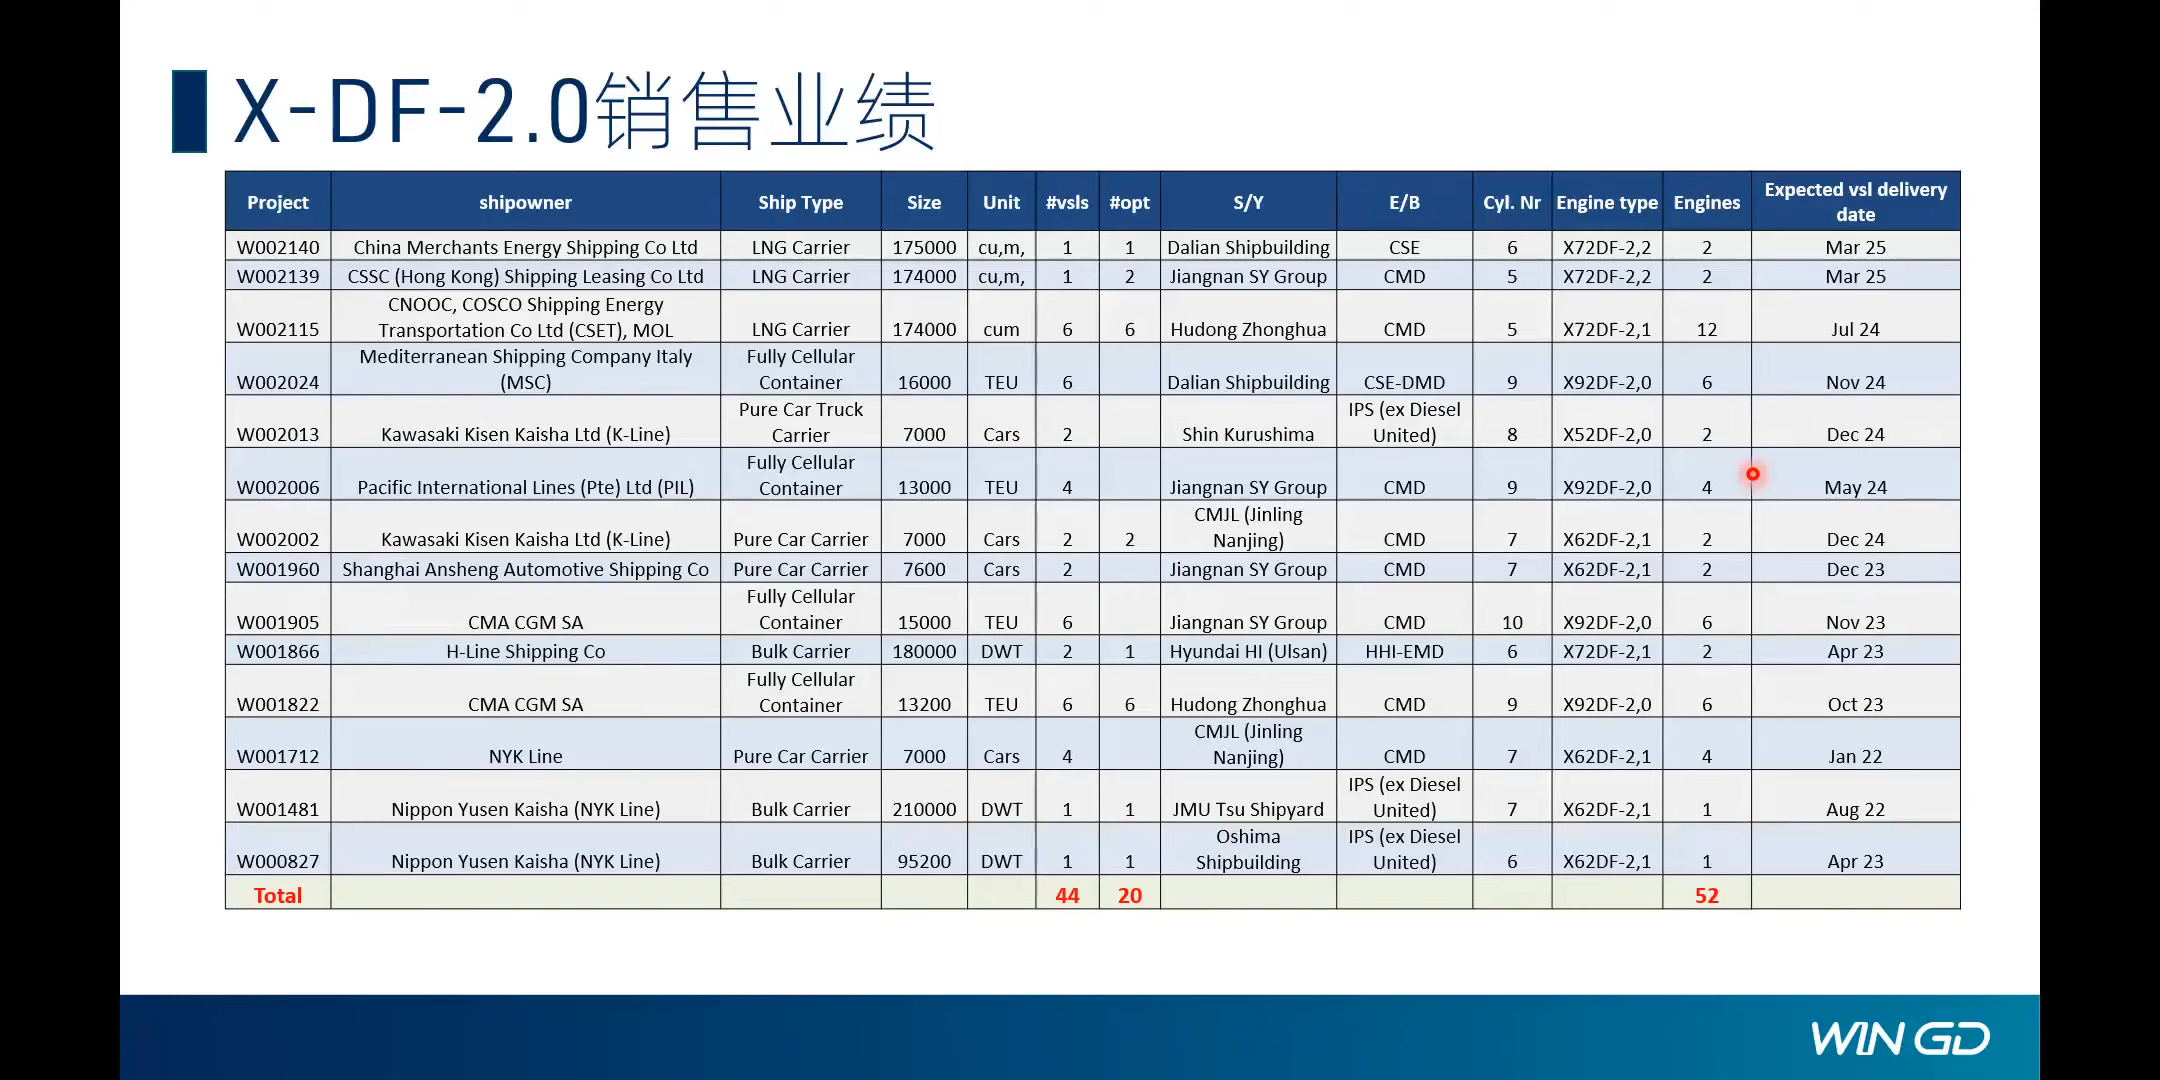 X-DF-2.0销售业绩
Project shipowner Ship Type Size Unit #vsls #opt S/Y E/B Cyl. Nr Engine type Engines Expected vsl delivery date
W002140 China Merchants Energy Shipping Co Ltd LNG Carrier 175000 cu,m, 1 1 Dalian Shipbuilding CSE 6 X72DF-2,2 2 Mar 25
W002139 CSSC (Hong Kong) Shipping Leasing Co Ltd LNG Carrier 174000 cu,m, 1 2 Jiangnan SY Group CMD 5 X72DF-2,2 2 Mar 25
W002115 CNOOC, COSCO Shipping Energy Transportation Co Ltd (CSET), MOL LNG Carrier 174000 cum 6 6 Hudong Zhonghua CMD 5 X72DF-2,1 12 Jul 24
W002024 Mediterranean Shipping Company Italy (MSC) Fully Cellular Container 16000 TEU 6 Dalian Shipbuilding CSE-DMD 9 X92DF-2,0 6 Nov 24
W002013 Kawasaki Kisen Kaisha Ltd (K-Line) Pure Car Truck Carrier 7000 Cars 2 Shin Kurushima IPS (ex Diesel United) 8 X52DF-2,0 2 Dec 24
W002006 Pacific International Lines (Pte) Ltd (PIL) Fully Cellular Container 13000 TEU 4 Jiangnan SY Group CMD 9 X92DF-2,0 4 May 24
W002002 Kawasaki Kisen Kaisha Ltd (K-Line) Pure Car Carrier 7000 Cars 2 2 CMJL (Jinling Nanjing) CMD 7 X62DF-2,1 2 Dec 24
W001960 Shanghai Ansheng Automotive Shipping Co Pure Car Carrier 7600 Cars 2 Jiangnan SY Group CMD 7 X62DF-2,1 2 Dec 23
W001905 CMA CGM SA Fully Cellular Container 15000 TEU 6 Jiangnan SY Group CMD 10 X92DF-2,0 6 Nov 23
W001866 H-Line Shipping Co Bulk Carrier 180000 DWT 2 1 Hyundai HI (Ulsan) HHI-EMD 6 X72DF-2,1 2 Apr 23
W001822 CMA CGM SA Fully Cellular Container 13200 TEU 6 6 Hudong Zhonghua CMD 9 X92DF-2,0 6 Oct 23
W001712 NYK Line Pure Car Carrier 7000 Cars 4 CMJL (Jinling Nanjing) CMD 7 X62DF-2,1 4 Jan 22
W001481 Nippon Yusen Kaisha (NYK Line) Bulk Carrier 210000 DWT 1 1 JMU Tsu Shipyard IPS (ex Diesel United) 7 X62DF-2,1 1 Aug 22
W000827 Nippon Yusen Kaisha (NYK Line) Bulk Carrier 95200 DWT 1 1 Oshima Shipbuilding IPS (ex Diesel United) 6 X62DF-2,1 1 Apr 23
Total 44 20 52
WIN GD